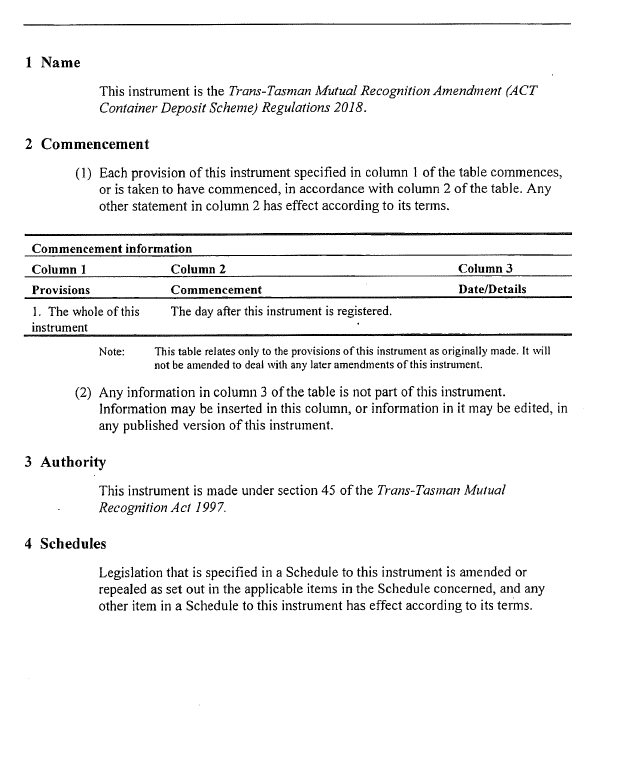 1 Name
This instrument is the Trans-Tasman Mutual Recognition Amendment (ACT
Container Deposit Scheme) Regulations 2018.
2 Commencement
(1) Each provision of this instrument specified in column 1 of the table commences,
or is taken to have commenced, in accordance with column 2 of the table. Any
other statement in column 2 has effect according to its terms.
Commencement information
Column 1 Column 2 Column 3
Provisions Commencement Date/Details
1. The whole of this The day after this instrument is registered.
instrument
Note: This table relates only to the provisions of this instrument as originally made. It will
not be amended to deal with any later amendments of this instrument.
(2) Any information in column 3 of the table is not part of this instrument.
Information may be inserted in this column, or information in it may be edited, in
any published version of this instrument.
3 Authority
This instrument is made under section 45 of the Trans-Tasman Mutual
Recognition Act 1997.
4 Schedules
Legislation that is specified in a Schedule to this instrument is amended or
repealed as set out in the applicable items in the Schedule concerned, and any
other item in a Schedule to this instrument has effect according to its terms.